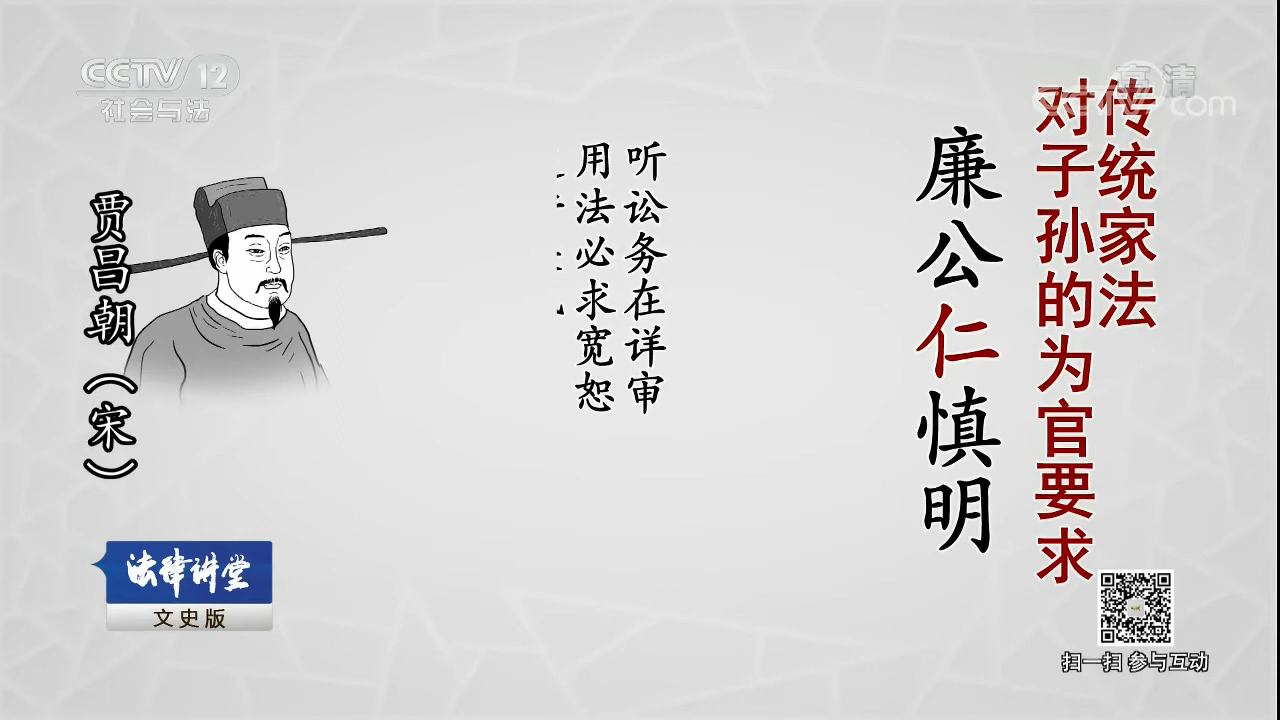 CCTV 12
社会与法
高清
CCTV.com
传统家法
对子孙的为官要求
廉公仁慎明
听讼务在详审
用法必求宽恕
贾昌朝（宋）
法律讲堂
文史版
扫一扫 参与互动